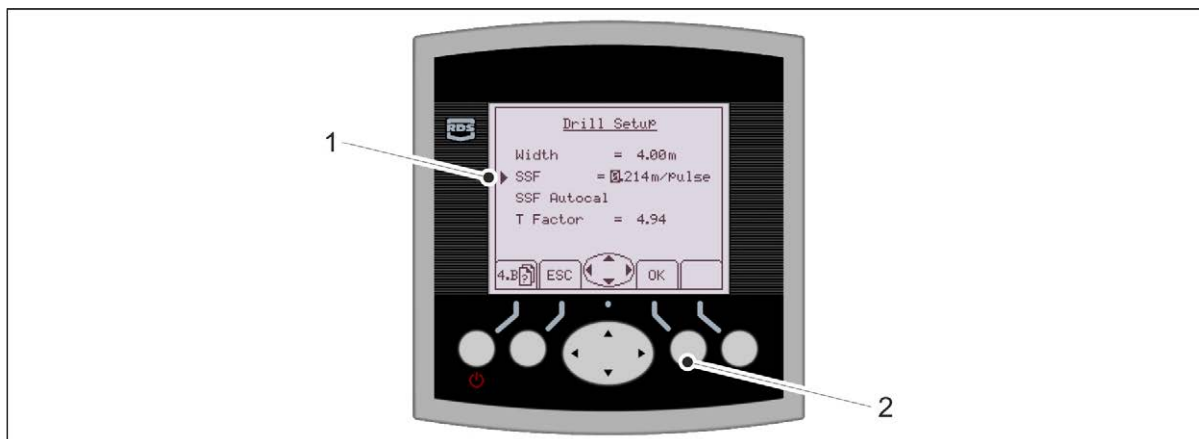 RDS
Drill Setup
Width = 4.00m
1
SSF = 5.214m/pulse
SSF Autocal
T Factor = 4.94
4.B ? ESC OK
2